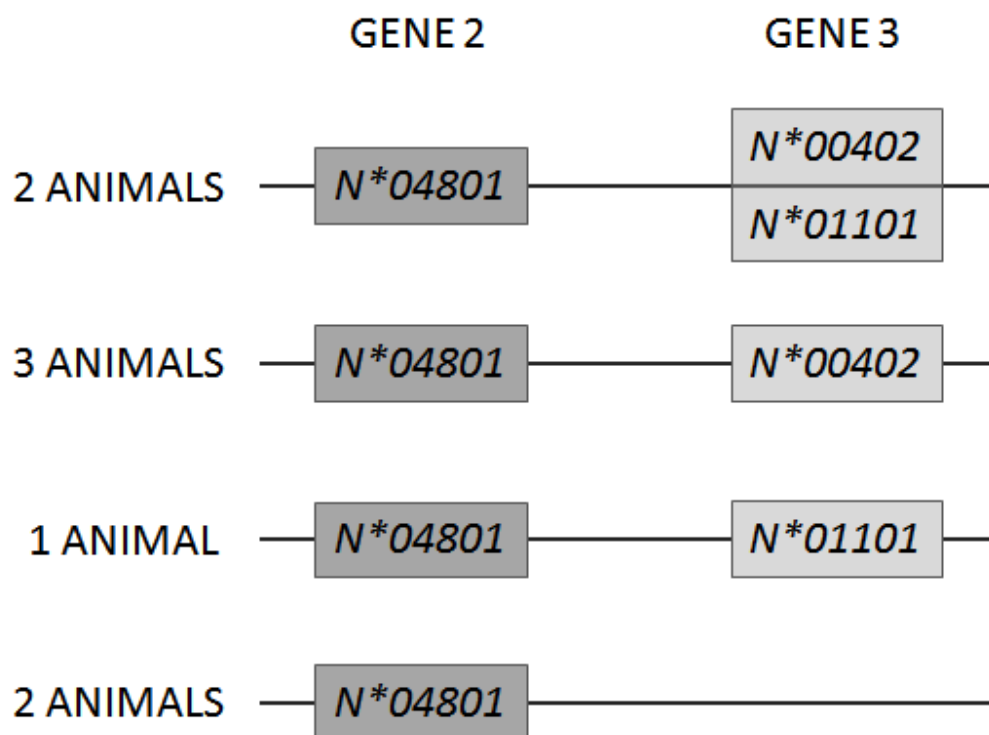 GENE 2 GENE 3
N*00402
2 ANIMALS N*04801
N*01101
3 ANIMALS N*04801 N*00402
1 ANIMAL N*04801 N*01101
2 ANIMALS N*04801